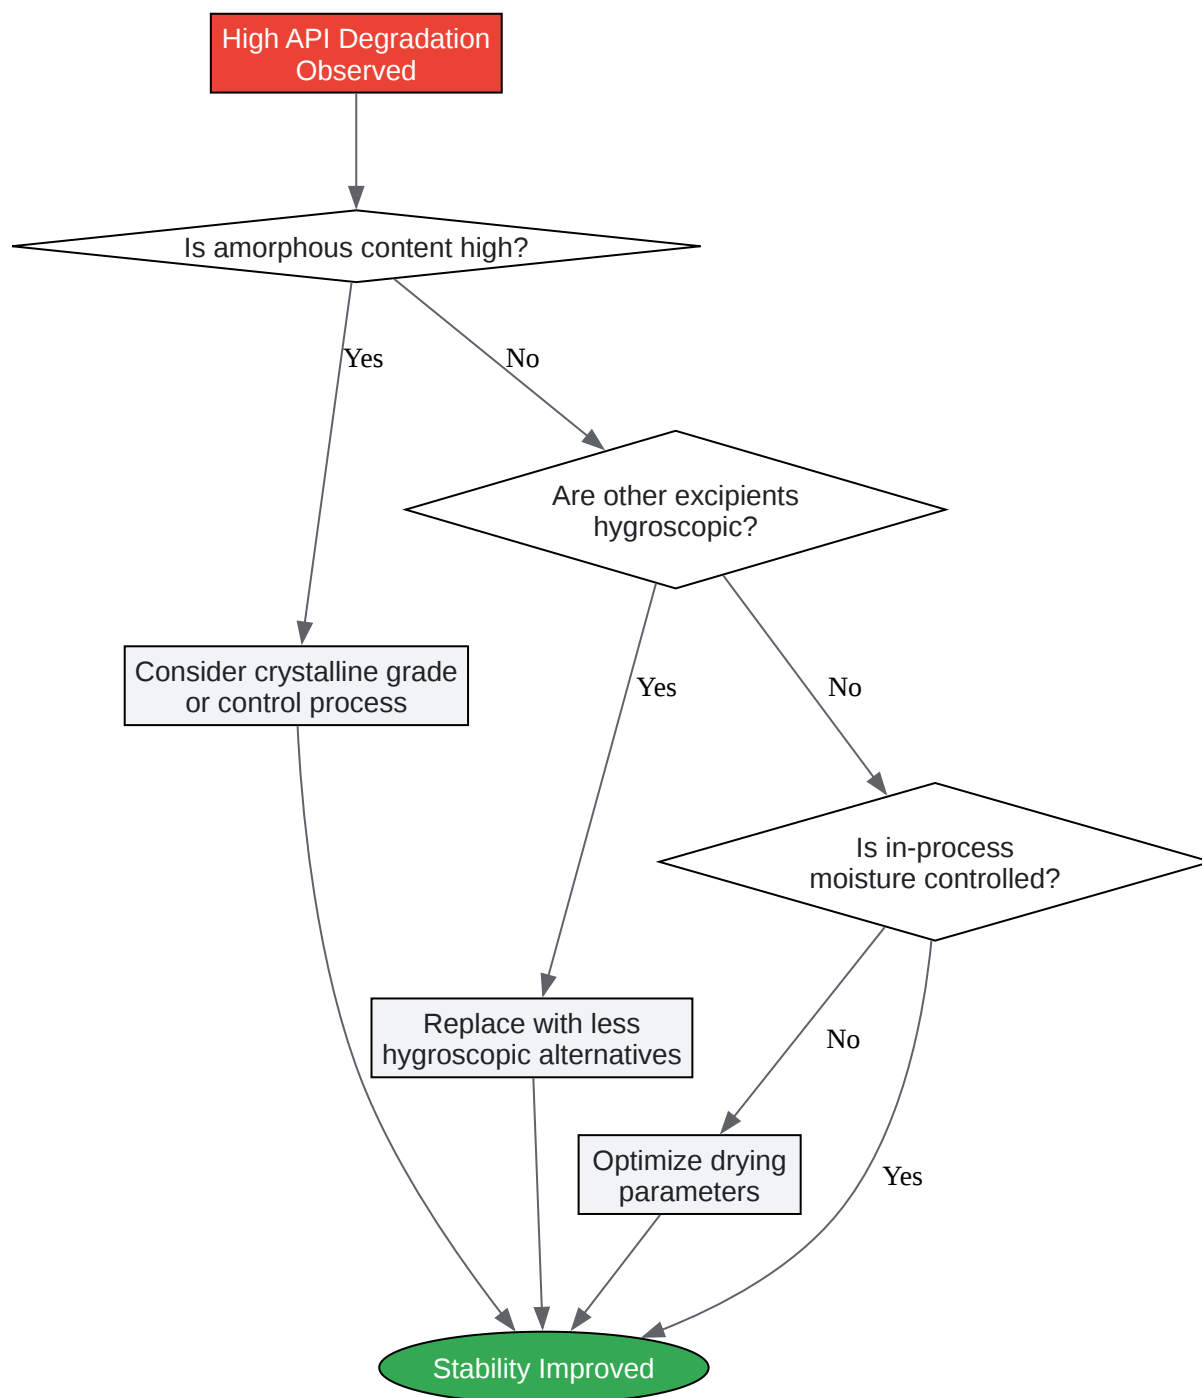 High API Degradation
Observed
Is amorphous content high?
Yes
No
Are other excipients
hygroscopic?
Consider crystalline grade
or control process
Yes
No
Is in-process
moisture controlled?
Replace with less
hygroscopic alternatives
No
Optimize drying
parameters
Yes
Stability Improved